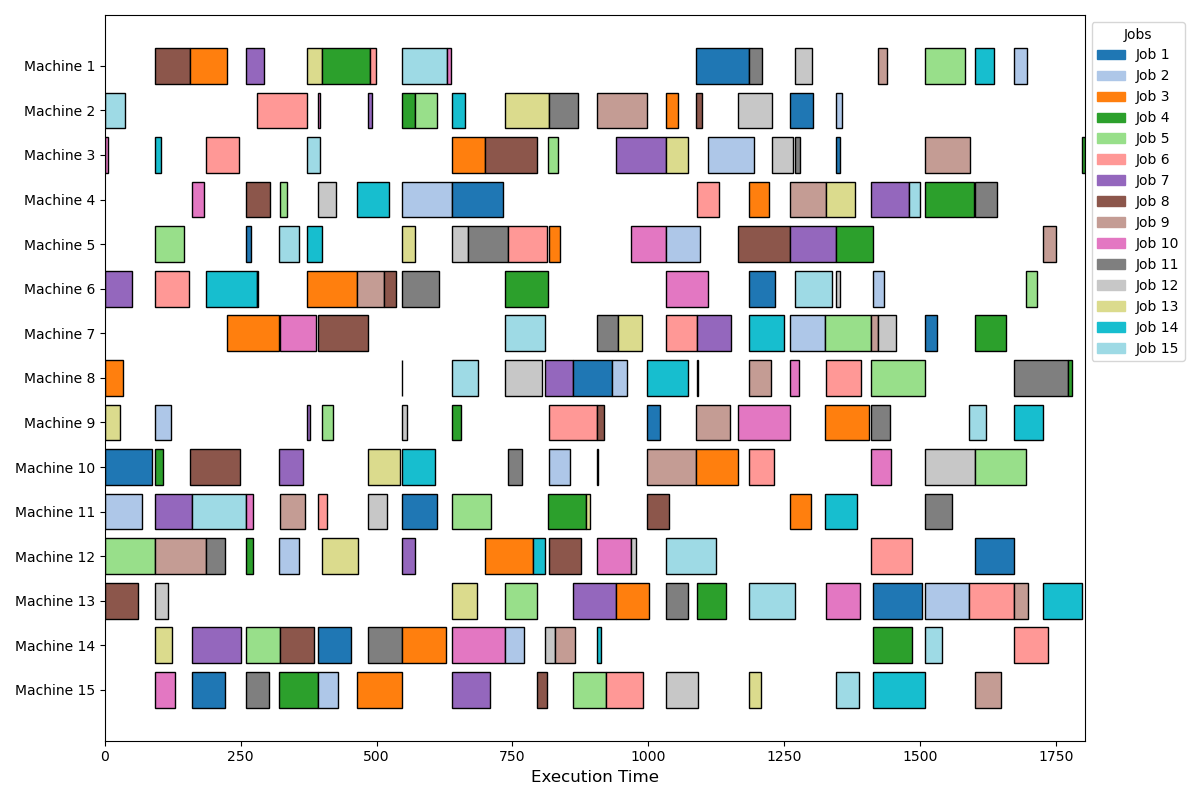 Machine 1
Machine 2
Machine 3
Machine 4
Machine 5
Machine 6
Machine 7
Machine 8
Machine 9
Machine 10
Machine 11
Machine 12
Machine 13
Machine 14
Machine 15
0 250 500 750 1000 1250 1500 1750
Execution Time
Jobs
Job 1
Job 2
Job 3
Job 4
Job 5
Job 6
Job 7
Job 8
Job 9
Job 10
Job 11
Job 12
Job 13
Job 14
Job 15